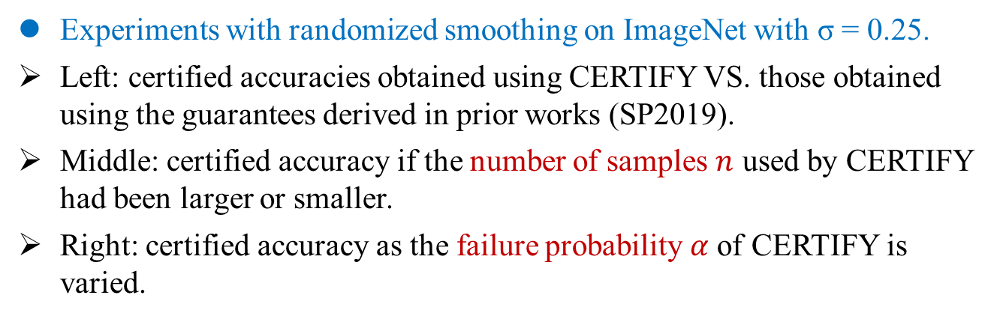 ● Experiments with randomized smoothing on ImageNet with σ = 0.25.
➢ Left: certified accuracies obtained using CERTIFY VS. those obtained
using the guarantees derived in prior works (SP2019).
➢ Middle: certified accuracy if the number of samples n used by CERTIFY
had been larger or smaller.
➢ Right: certified accuracy as the failure probability α of CERTIFY is
varied.